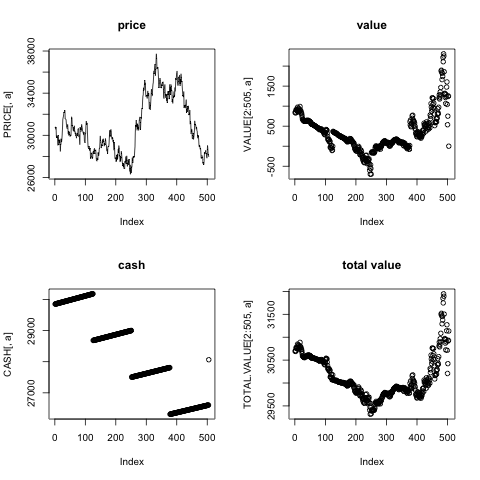 price
value
PRICE[, a]
26000 30000 34000 38000
0 100 200 300 400 500
Index
VALUE[2:505, a]
-500 500 1500
0 100 200 300 400 500
Index
cash
total value
CASH[, a]
27000 29000
0 100 200 300 400 500
Index
TOTAL.VALUE[2:505, a]
29500 30500 31500
0 100 200 300 400 500
Index